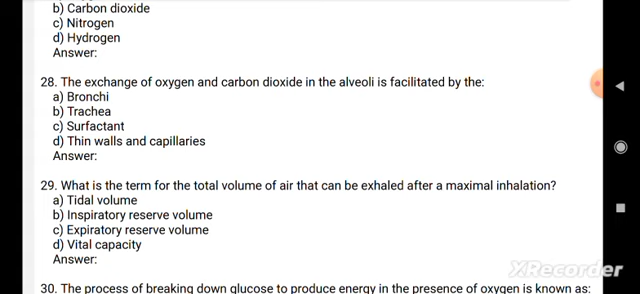 b) Carbon dioxide
c) Nitrogen
d) Hydrogen
Answer:
28. The exchange of oxygen and carbon dioxide in the alveoli is facilitated by the:
a) Bronchi
b) Trachea
c) Surfactant
d) Thin walls and capillaries
Answer:
29. What is the term for the total volume of air that can be exhaled after a maximal inhalation?
a) Tidal volume
b) Inspiratory reserve volume
c) Expiratory reserve volume
d) Vital capacity
Answer:
XRecorder
30. The process of breaking down glucose to produce energy in the presence of oxygen is known as: